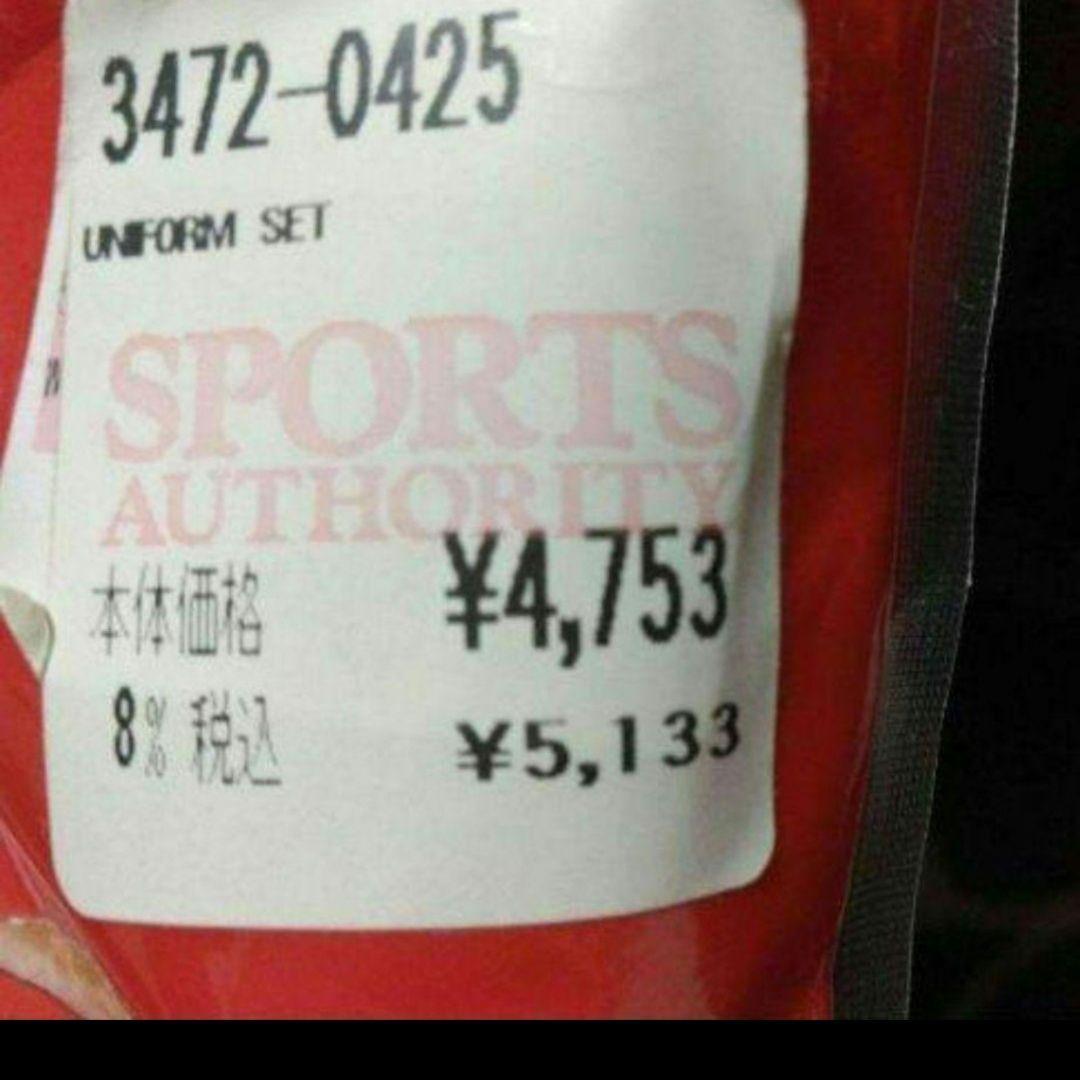 3472-0425
UNIFORM SET
SPORTS
AUTHORITY
本体価格 ¥4,753
8% 税込 ¥5,133